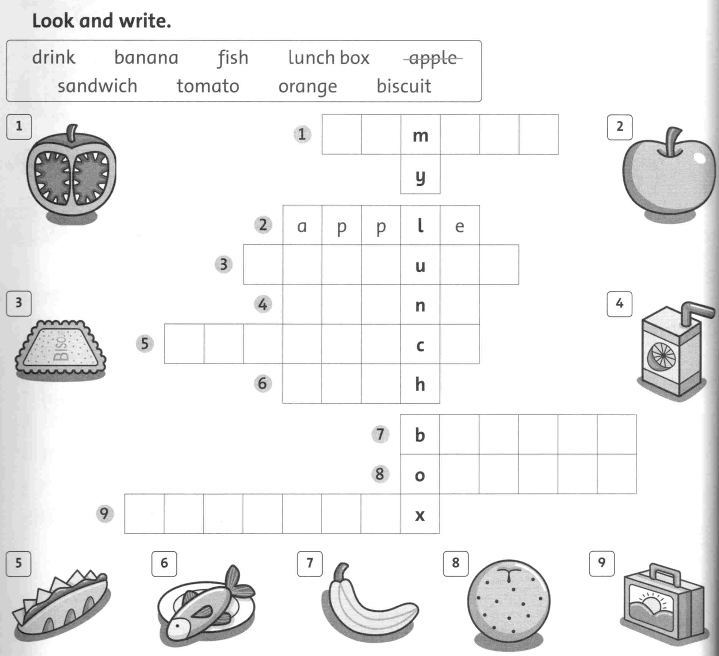 Look and write.
drink banana fish lunch box apple
sandwich tomato orange biscuit
1
1 m
2
y
2 a p p l e
3 u
3
4 n
4
5 c
6 h
7 b
8 o
9 x
5 6 7 8 9